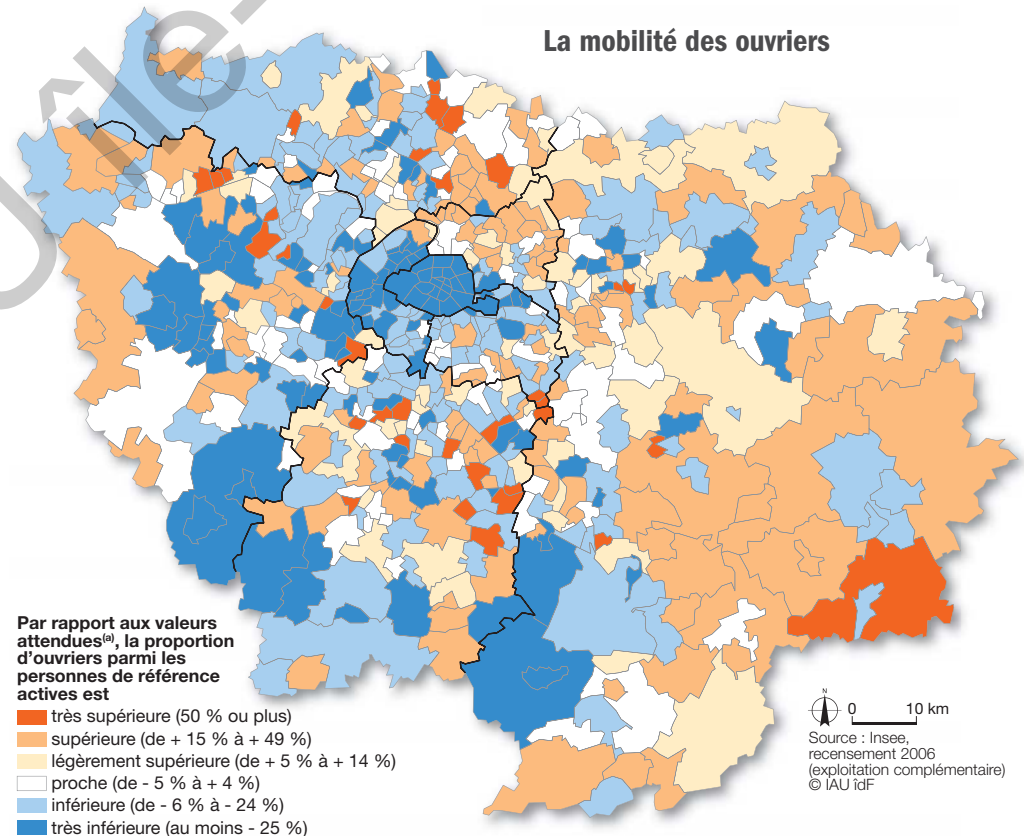 La mobilité des ouvriers
Par rapport aux valeurs
attendues(a), la proportion
d'ouvriers parmi les
personnes de référence
actives est
très supérieure (50 % ou plus)
supérieure (de + 15 % à + 49 %)
légèrement supérieure (de + 5 % à + 14 %)
proche (de - 5 % à + 4 %)
inférieure (de - 6 % à - 24 %)
très inférieure (au moins - 25 %)
N
0 10 km
Source : Insee,
recensement 2006
(exploitation complémentaire)
© IAU îdF